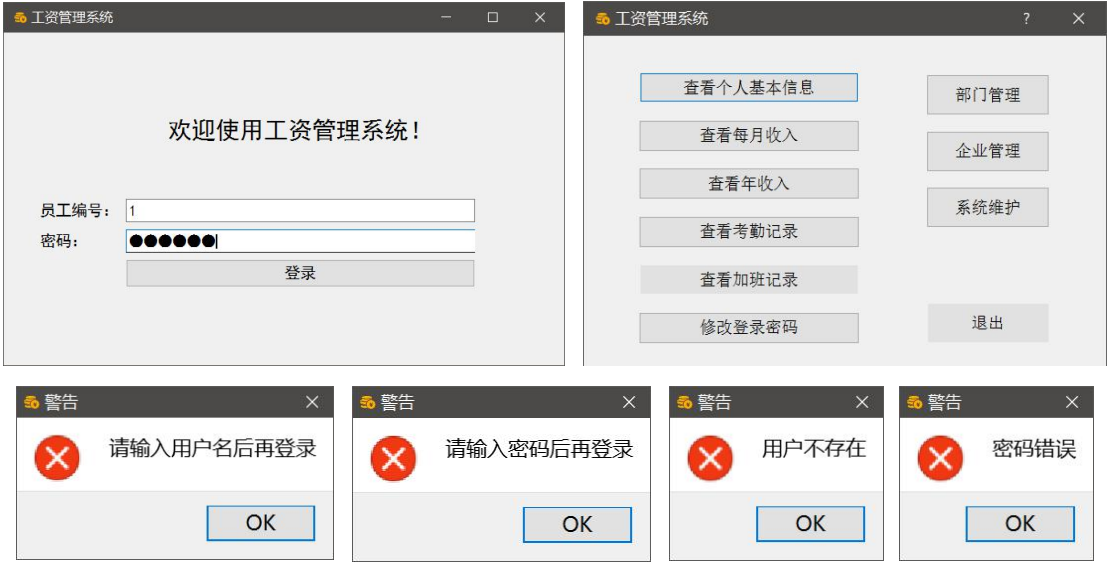 工资管理系统
欢迎使用工资管理系统!
员工编号: 1
密码: ●●●●●●
登录
工资管理系统
查看个人基本信息
查看每月收入
查看年收入
查看考勤记录
查看加班记录
修改登录密码
部门管理
企业管理
系统维护
退出
警告
请输入用户名后再登录
OK
警告
请输入密码后再登录
OK
警告
用户不存在
OK
警告
密码错误
OK